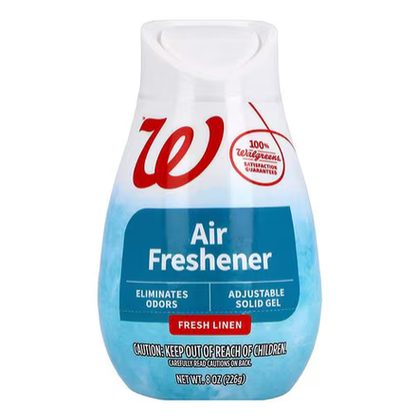 W
100%
Walgreens
SATISFACTION
GUARANTEED
Air
Freshener
ELIMINATES
ODORS
ADJUSTABLE
SOLID GEL
FRESH LINEN
CAUTION: KEEP OUT OF REACH OF CHILDREN.
CAREFULLY READ CAUTIONS ON BACK.
NET WT. 8 OZ (226g)